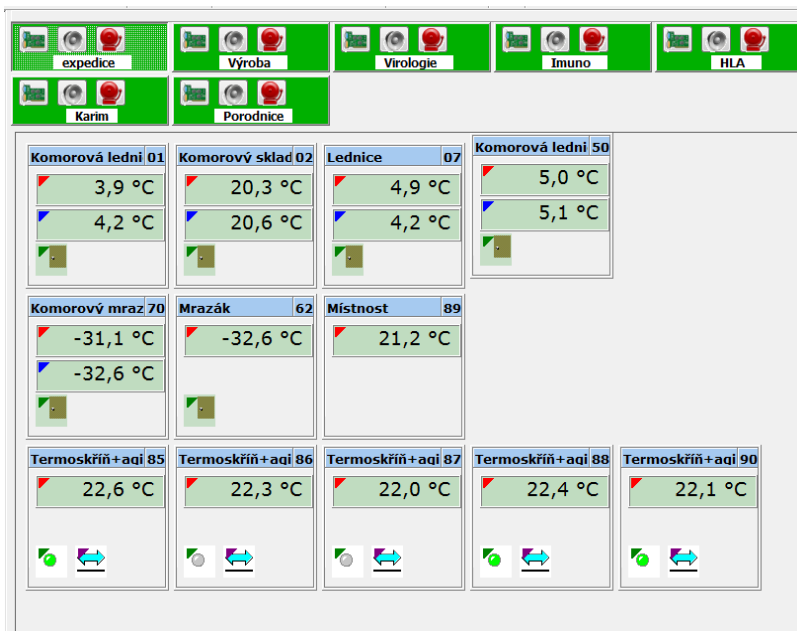 expedice
Výroba
Virologie
Imuno
HLA
Karim
Porodnice
Komorová ledni 01
3,9 °C
4,2 °C
Komorový sklad 02
20,3 °C
20,6 °C
Lednice 07
4,9 °C
4,2 °C
Komorová ledni 50
5,0 °C
5,1 °C
Komorový mraz 70
-31,1 °C
-32,6 °C
Mrazák 62
-32,6 °C
Místnost 89
21,2 °C
Termoskříň+agi 85
22,6 °C
Termoskříň+agi 86
22,3 °C
Termoskříň+agi 87
22,0 °C
Termoskříň+agi 88
22,4 °C
Termoskříň+agi 90
22,1 °C